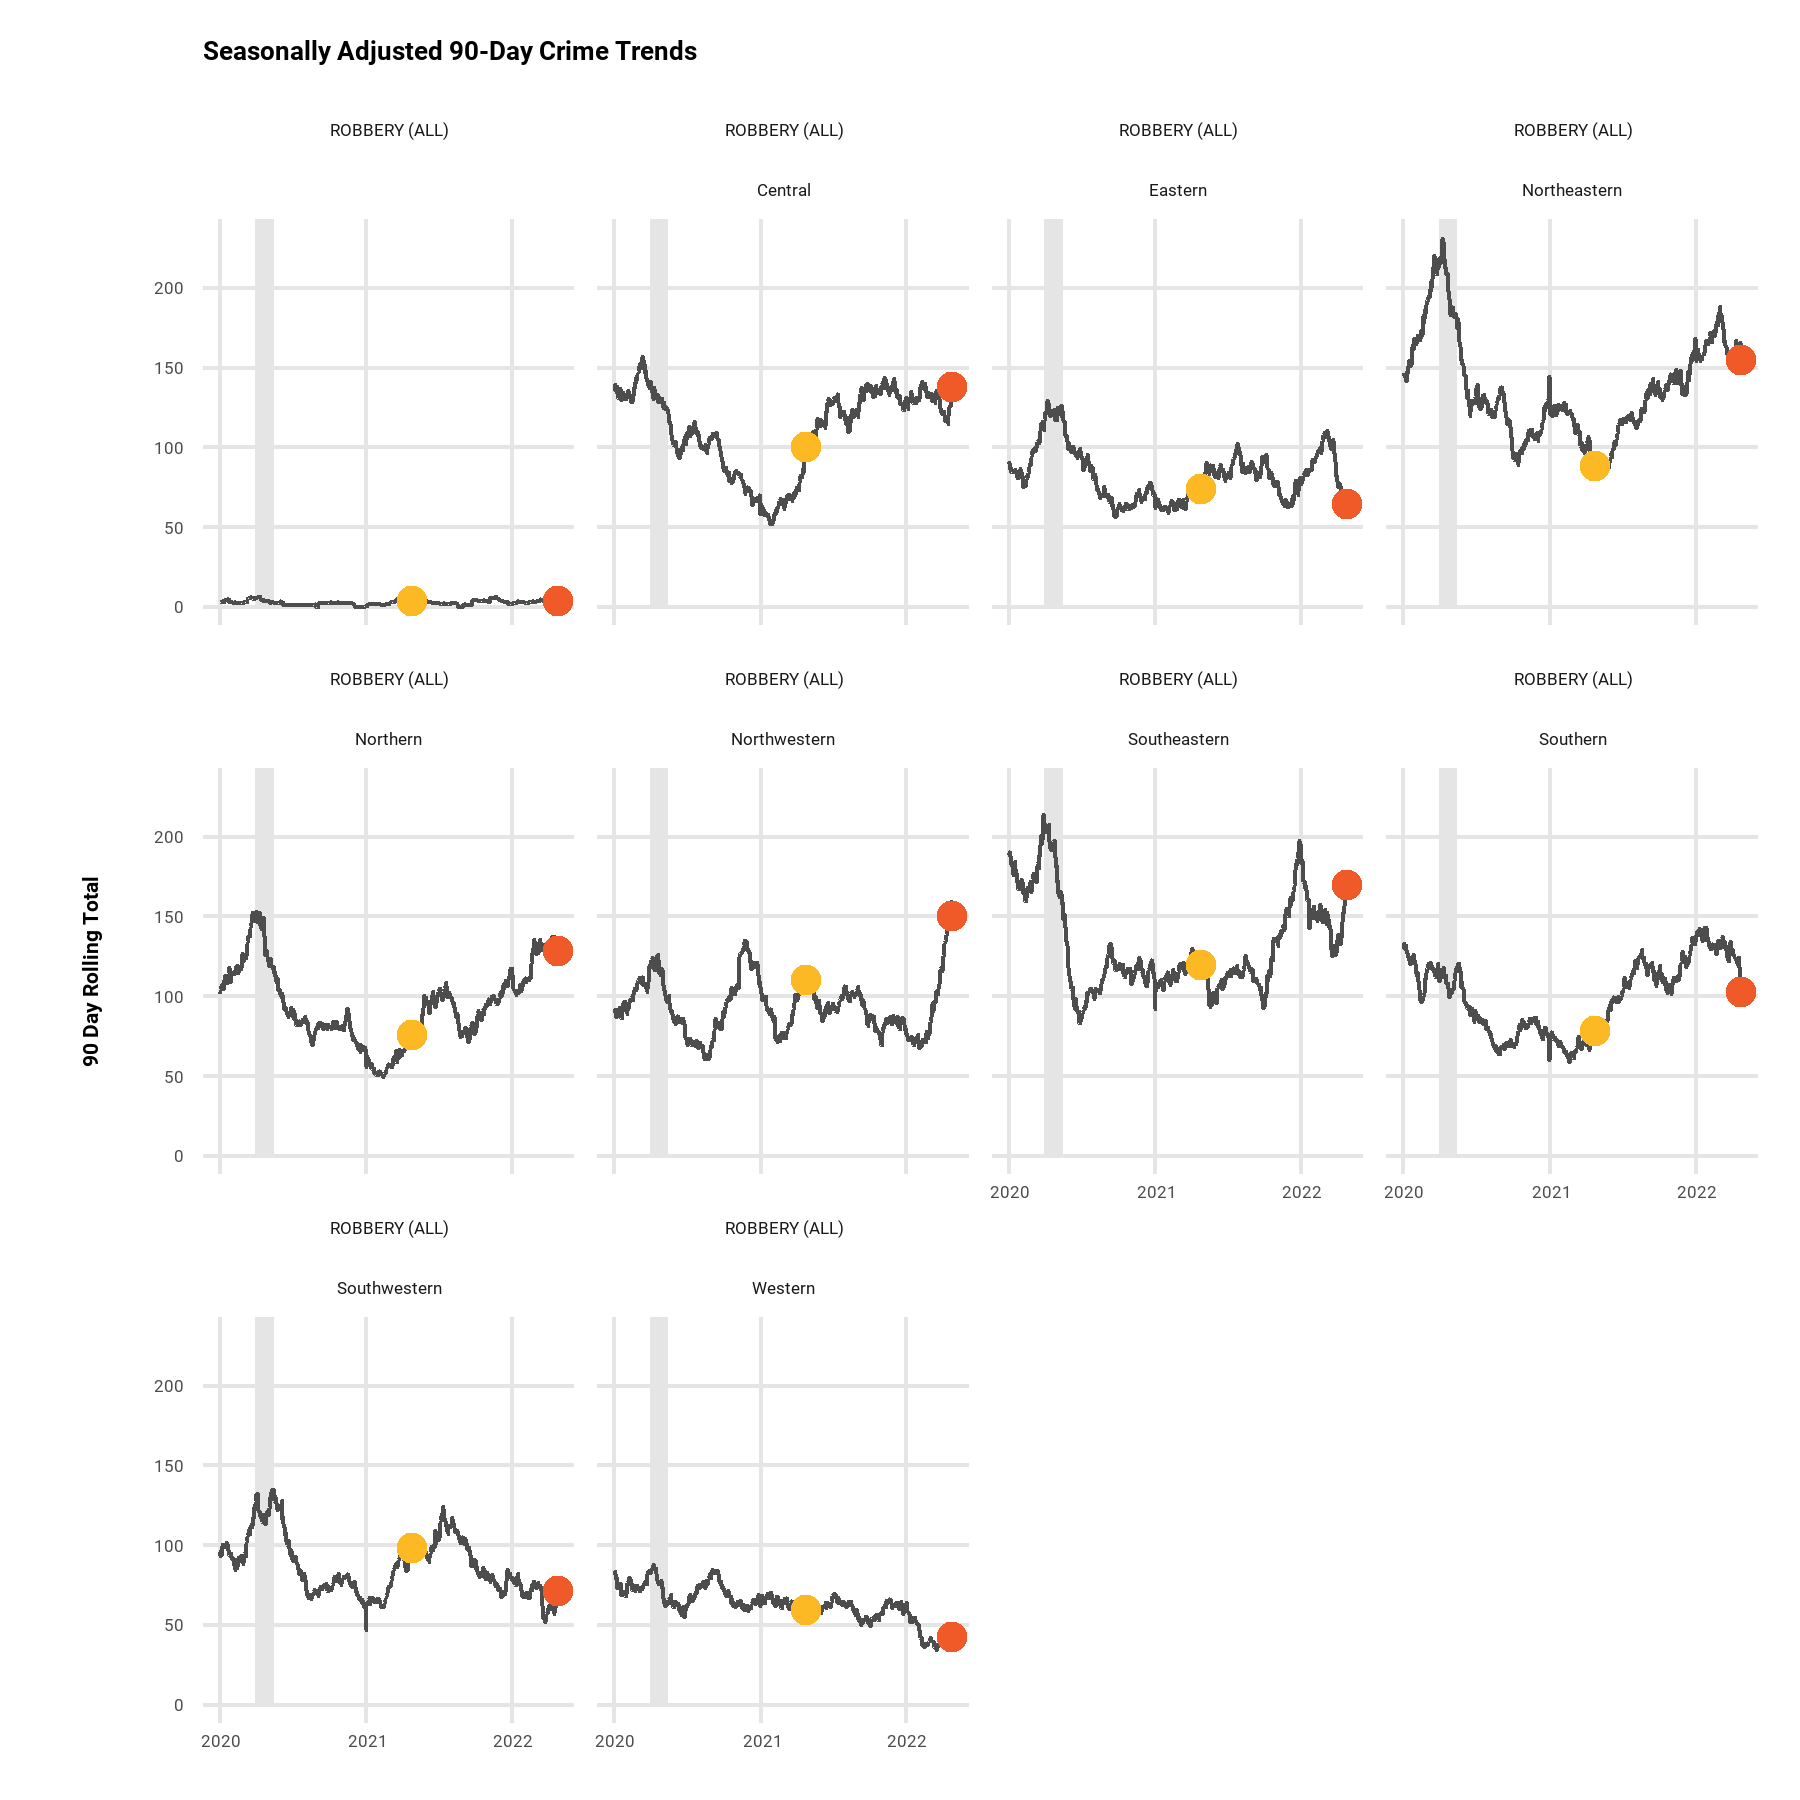 Seasonally Adjusted 90-Day Crime Trends
ROBBERY (ALL)
ROBBERY (ALL)
ROBBERY (ALL)
ROBBERY (ALL)
Central
Eastern
Northeastern
200
150
100
50
0
ROBBERY (ALL)
ROBBERY (ALL)
ROBBERY (ALL)
ROBBERY (ALL)
Northern
Northwestern
Southeastern
Southern
90 Day Rolling Total
200
150
100
50
0
2020
2021
2022
2020
2021
2022
ROBBERY (ALL)
ROBBERY (ALL)
Southwestern
Western
200
150
100
50
0
2020
2021
2022
2020
2021
2022